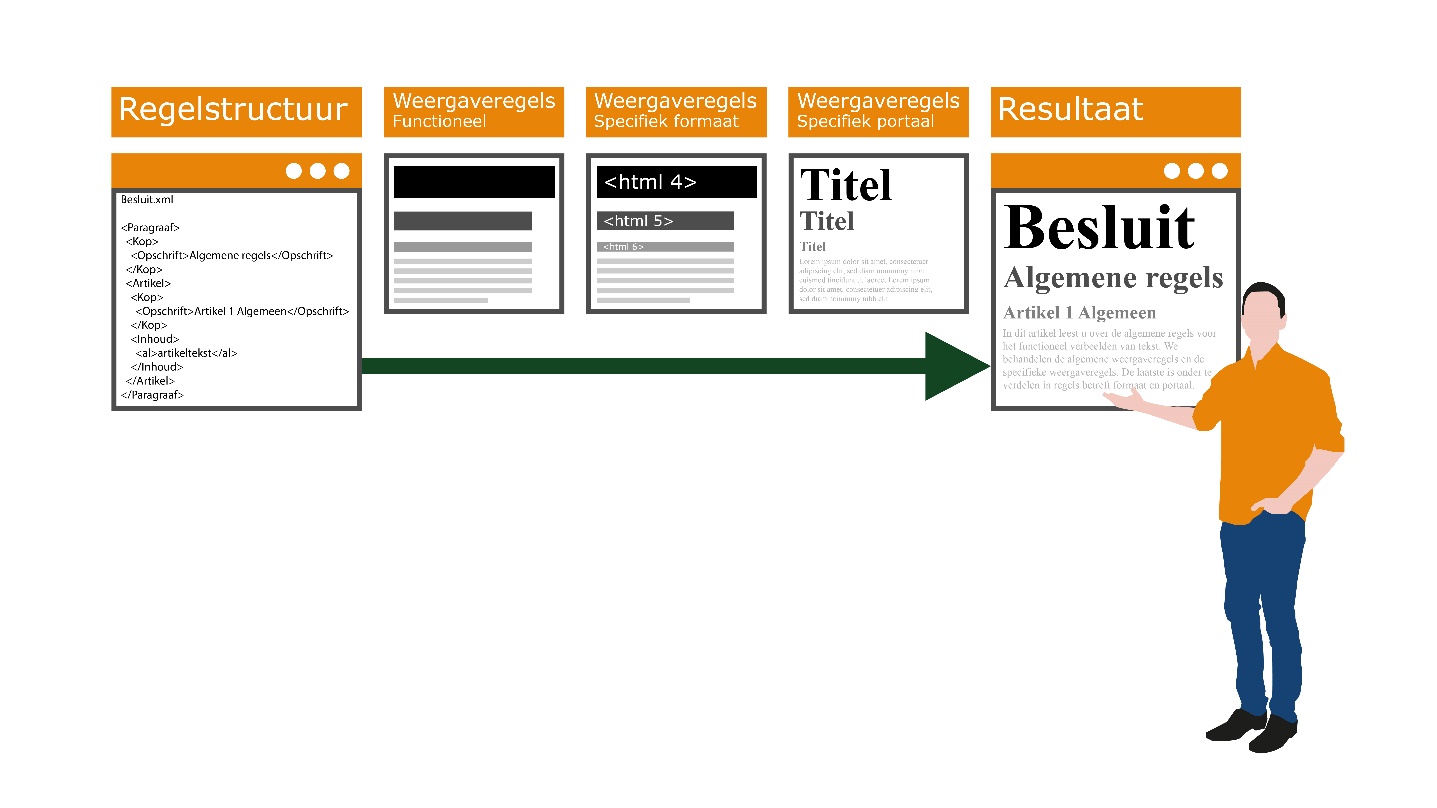 Regelstructuur
Besluit.xml
<Paragraaf>
<Kop>
<Opschrift>Algemene regels</Opschrift>
</Kop>
<Artikel>
<Kop>
<Opschrift>Artikel 1 Algemeen</Opschrift>
</Kop>
<Inhoud>
<al>artikeltekst</al>
</Inhoud>
</Artikel>
</Paragraaf>
Weergaveregels
Functioneel
Weergaveregels
Specifiek formaat
<html 4>
<html 5>
<html 6>
Weergaveregels
Specifiek portaal
Titel
Titel
Titel
Lorem ipsum dolor sit amet, consectetuer
adipiscing elit, sed diam nonummy nibh
euismod tincidunt ut laoreet. Lorem ipsum
dolor sit amet, consectetuer adipiscing elit,
sed diam nonummy nibh elit
Resultaat
Besluit
Algemene regels
Artikel 1 Algemeen
In dit artikel leest u over de algemene regels voor
het functioneel verbeelden van tekst. We
behandelen de algemene weergaveregels en de
specifieke weergaveregels. De laatste is onder te
verdelen in regels betreft formaat en portaal.